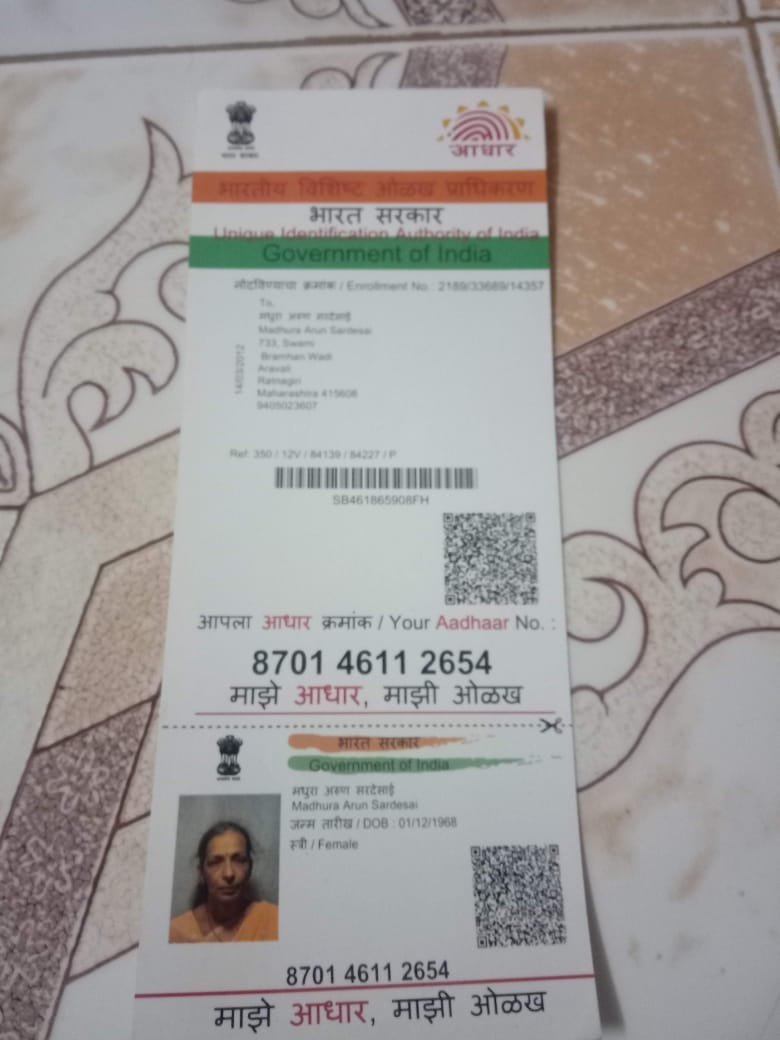 भारत सरकार
आधार
भारतीय विशिष्ट ओळख प्राधिकरण
भारत सरकार
Unique Identification Authority of India
Government of India
नोंदविण्याचा क्रमांक / Enrollment No : 2189/33689/14357
14/03/2012
To,
मधुरा अरुण सरदेसाई
Madhura Arun Sardesai
733, Swami
Bramhan Wadi
Aravali
Ratnagiri
Maharashtra 415608
9405023607
Ref: 350 / 12V / 84139 / 84227 / P
SB461865908FH
आपला आधार क्रमांक / Your Aadhaar No. :
8701 4611 2654
माझे आधार, माझी ओळख
भारत सरकार
Government of India
मधुरा अरुण सरदेसाई
Madhura Arun Sardesai
जन्म तारीख / DOB : 01/12/1968
स्त्री / Female
8701 4611 2654
माझे आधार, माझी ओळख